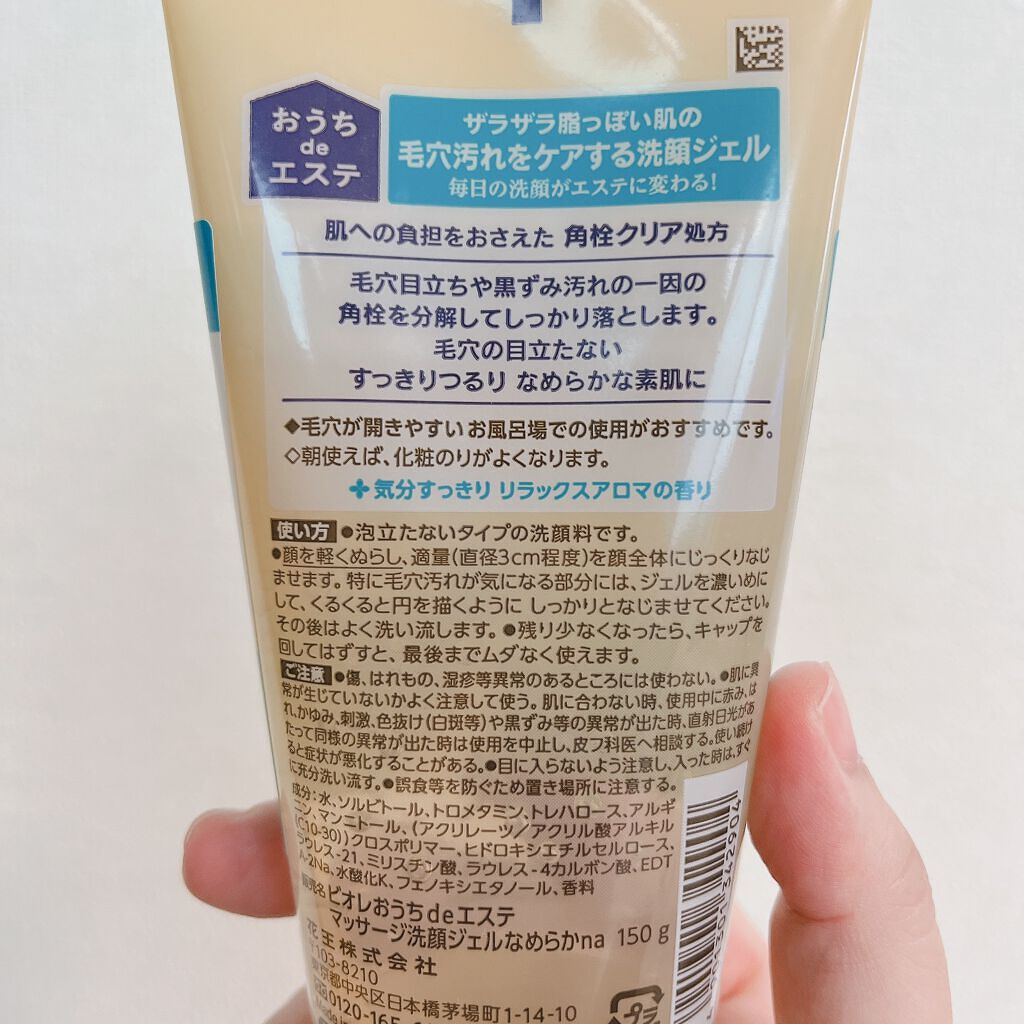 おうち
de
エステ
ザラザラ脂っぽい肌の
毛穴汚れをケアする洗顔ジェル
毎日の洗顔がエステに変わる!
肌への負担をおさえた 角栓クリア処方
毛穴目立ちや黒ずみ汚れの一因の
角栓を分解してしっかり落とします。
毛穴の目立たない
すっきりつるり なめらかな素肌に
◆毛穴が開きやすいお風呂場での使用がおすすめです。
◇朝使えば、化粧のりがよくなります。
気分すっきり リラックスアロマの香り
使い方 ●泡立たないタイプの洗顔料です。
●顔を軽くぬらし、適量(直径3cm程度)を顔全体にじっくりなじ
ませます。特に毛穴汚れが気になる部分には、ジェルを濃いめに
して、くるくると円を描くように しっかりとなじませてください。
その後はよく洗い流します。●残り少なくなったら、キャップを
回してはずすと、最後までムダなく使えます。
ご注意 ●傷、はれもの、湿疹等異常のあるところには使わない。●肌に異
常が生じていないかよく注意して使う。肌に合わない時、使用中に赤み、は
れ、かゆみ、刺激、色抜け(白斑等)や黒ずみ等の異常が出た時、直射日光があ
たって同様の異常が出た時は使用を中止し、皮フ科医へ相談する。使い続け
ると症状が悪化することがある。●目に入らないよう注意し、入った時は、すぐ
に充分洗い流す。●誤食等を防ぐため置き場所に注意する。
成分:水、ソルビトール、トロメタミン、トレハロース、アルギ
ニン、マンニトール、(アクリレーツ/アクリル酸アルキル
(C10-30))クロスポリマー、ヒドロキシエチルセルロース、
ラウレス-21、ミリスチン酸、ラウレス-4カルボン酸、EDT
A-2Na、水酸化K、フェノキシエタノール、香料
販売名 ビオレおうちdeエステ
マッサージ洗顔ジェルなめらかna 150g
花王株式会社
〒103-8210
東京都中央区日本橋茅場町1-14-10
0120-165-6
Made in
プラ